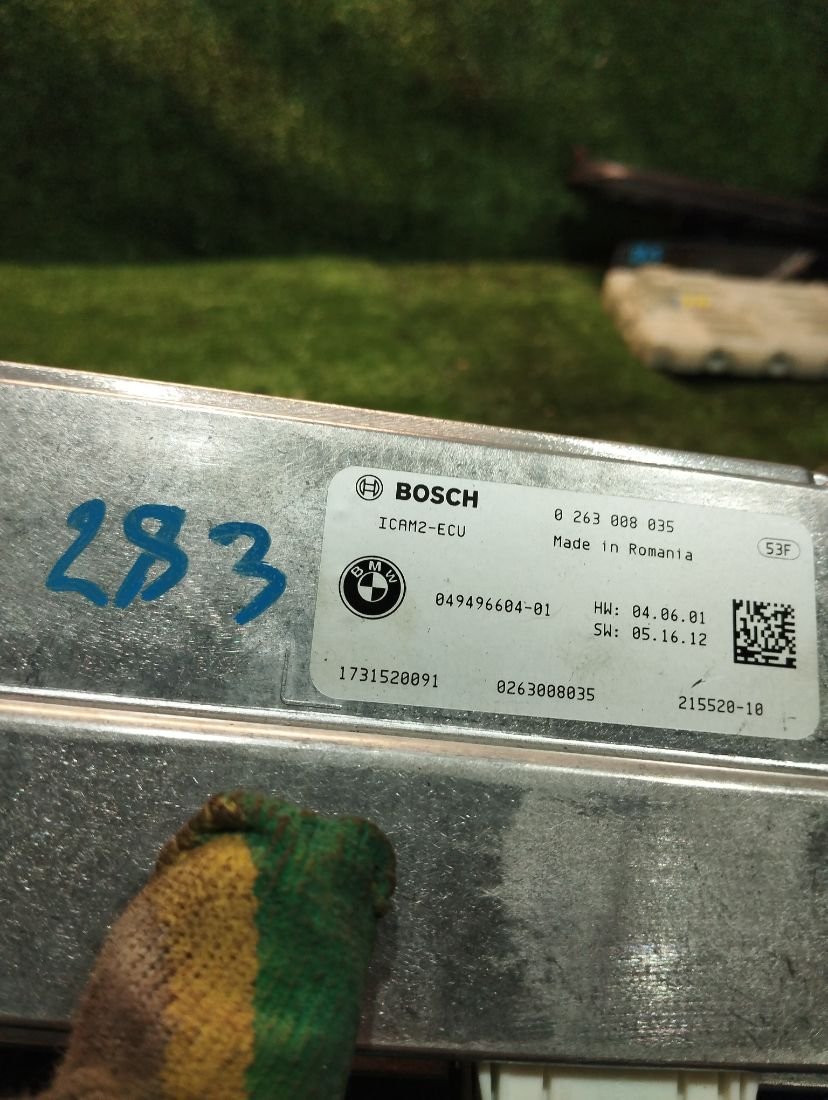 283
BOSCH
0 263 008 035
ICAM2-ECU
Made in Romania
53F
BMW
049496604-01
HW: 04.06.01
SW: 05.16.12
1731520091
0263008035
215520-10